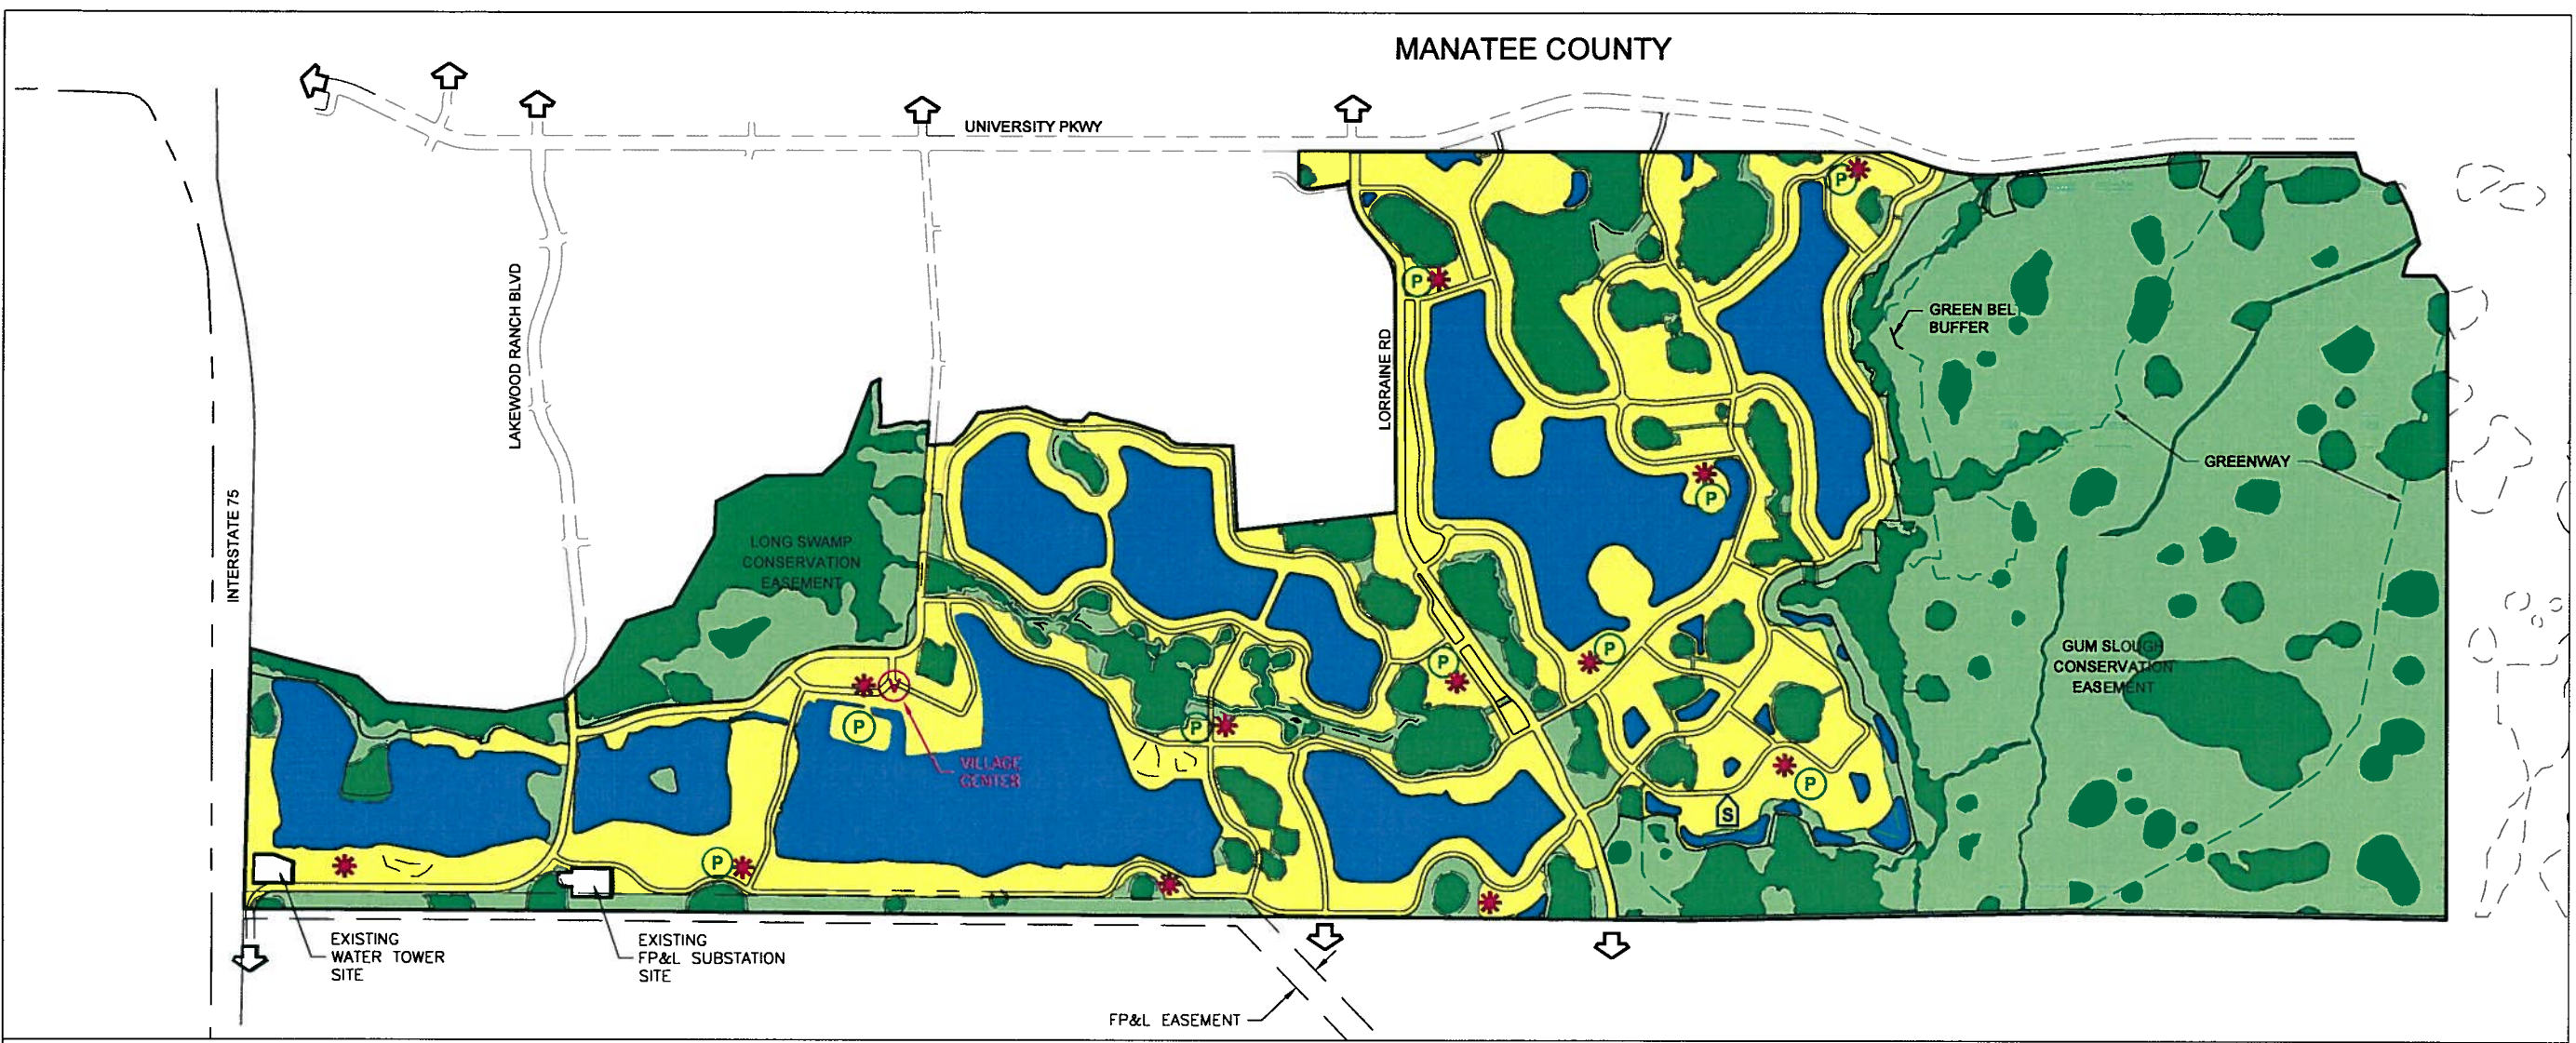 MANATEE COUNTY
UNIVERSITY PKWY
LAKEWOOD RANCH BLVD
INTERSTATE 75
LORRAINE RD
GREEN BEL
BUFFER
GREENWAY
LONG SWAMP
CONSERVATION
EASEMENT
GUM SLOUGH
CONSERVATION
EASEMENT
VILLAGE
CENTER
P
P
P
P
P
P
P
P
P
V
S
EXISTING
WATER TOWER
SITE
EXISTING
FP&L SUBSTATION
SITE
FP&L EASEMENT